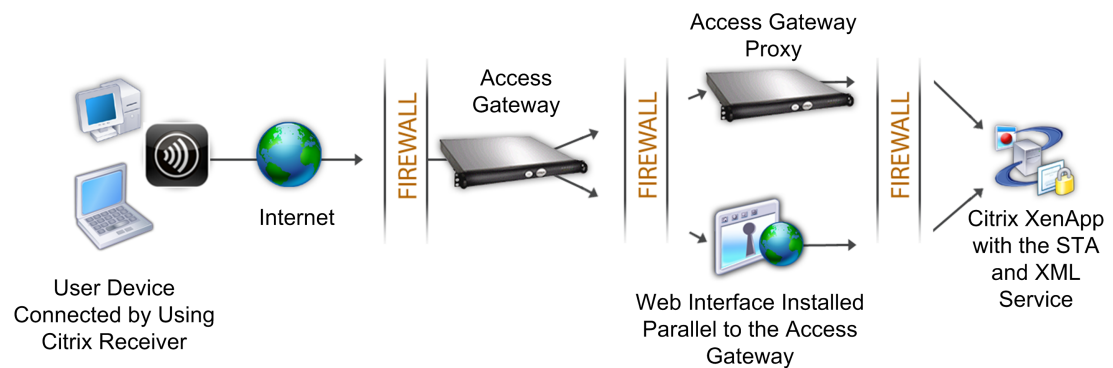 User Device
Connected by Using
Citrix Receiver
Internet
FIREWALL
Access
Gateway
FIREWALL
Access Gateway
Proxy
Web Interface Installed
Parallel to the Access
Gateway
FIREWALL
Citrix XenApp
with the STA
and XML
Service